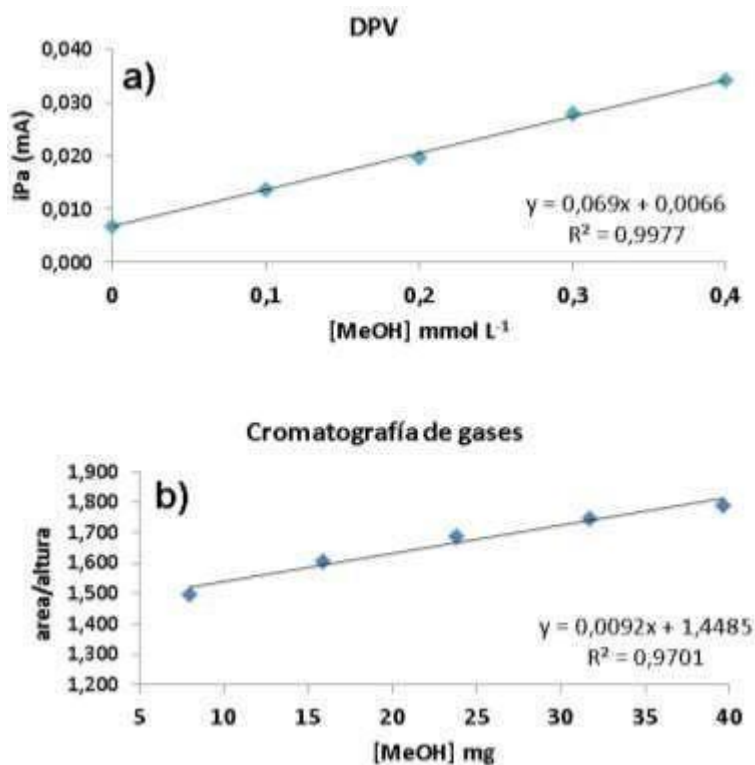 DPV
a)
0,040
0,030
0,020
0,010
0,000
iPa (mA)
y = 0,069x + 0,0066
R² = 0,9977
0 0,1 0,2 0,3 0,4
[MeOH] mmol L⁻¹
Cromatografía de gases
b)
1,900
1,800
1,700
1,600
1,500
1,400
1,300
1,200
area/altura
y = 0,0092x + 1,4485
R² = 0,9701
5 10 15 20 25 30 35 40
[MeOH] mg